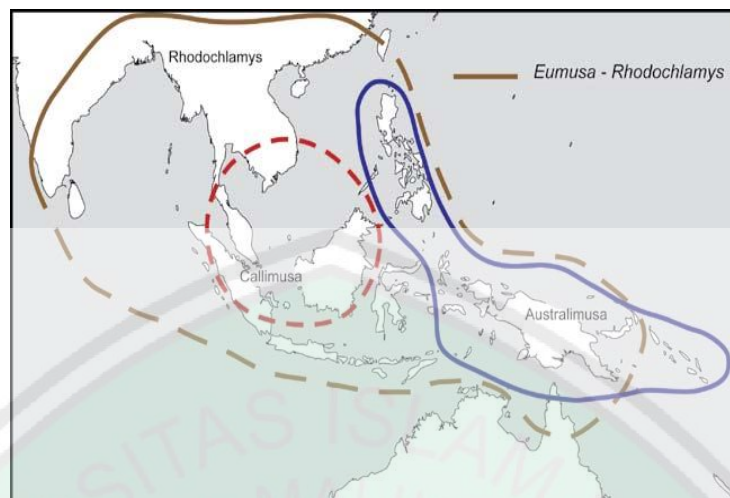 Rhodochlamys
Eumusa - Rhodochlamys
Callimusa
Australimusa
SITAS ISLAM